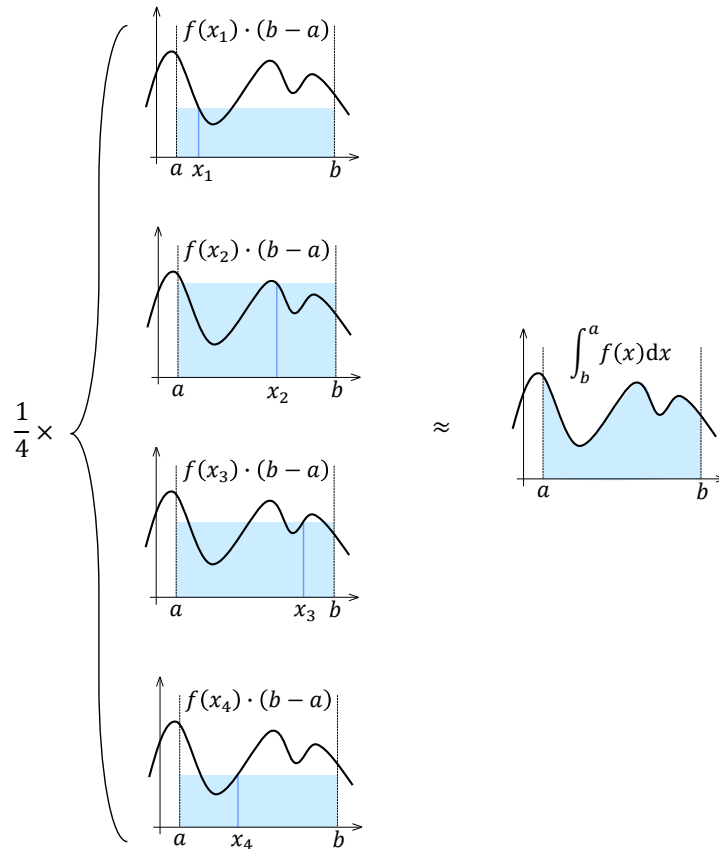 f(x₁)·(b − a)
a x₁ b
f(x₂)·(b − a)
a x₂ b
1/4 ×
f(x₃)·(b − a)
a x₃ b
f(x₄)·(b − a)
a x₄ b
≈
∫_b^a f(x)dx
a b